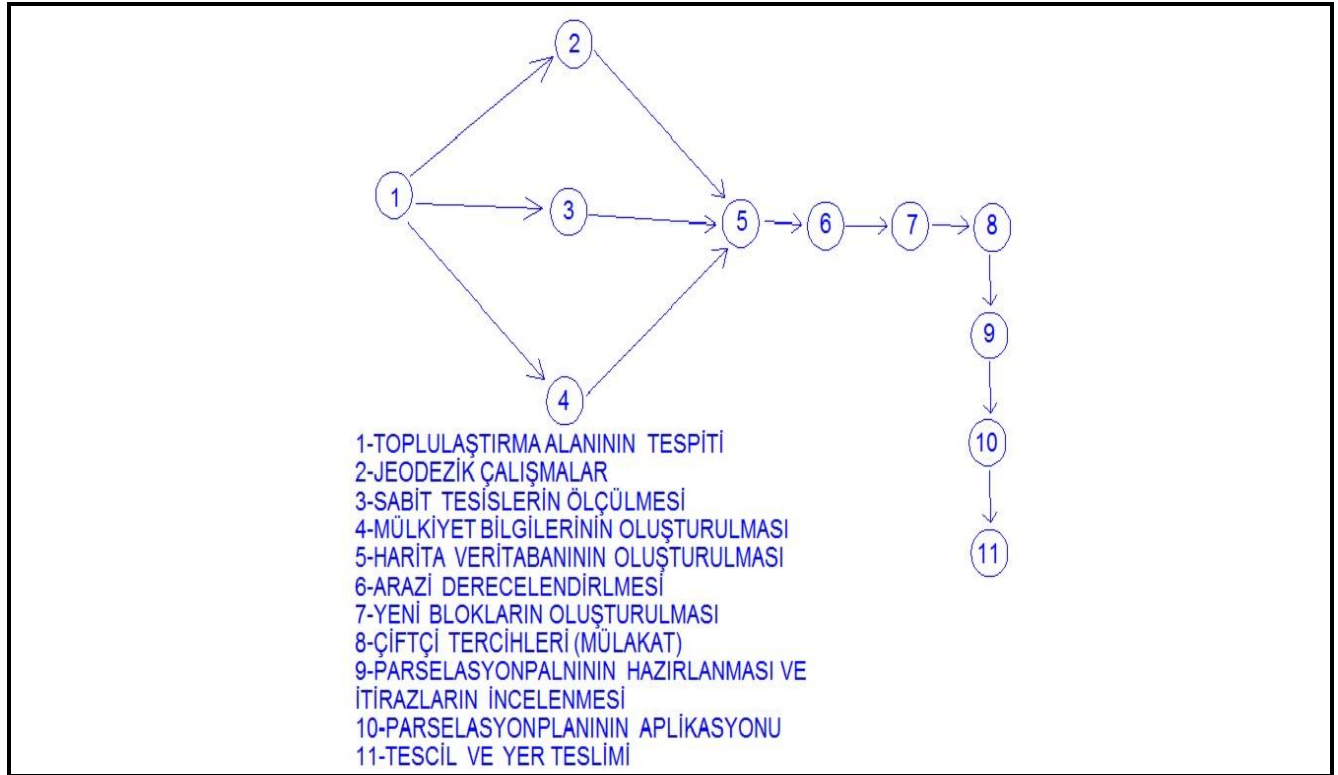 2
1
3
5
6
7
8
9
4
10
11
1-TOPLULAŞTIRMA ALANININ TESPİTİ
2-JEODEZİK ÇALIŞMALAR
3-SABİT TESİSLERİN ÖLÇÜLMESİ
4-MÜLKİYET BİLGİLERİNİN OLUŞTURULMASI
5-HARİTA VERİTABANININ OLUŞTURULMASI
6-ARAZİ DERECELENDİRLMESİ
7-YENİ BLOKLARIN OLUŞTURULMASI
8-ÇİFTÇİ TERCİHLERİ (MÜLAKAT)
9-PARSELASYONPALNININ HAZIRLANMASI VE
İTİRAZLARIN İNCELENMESİ
10-PARSELASYONPLANININ APLİKASYONU
11-TESCİL VE YER TESLİMİ